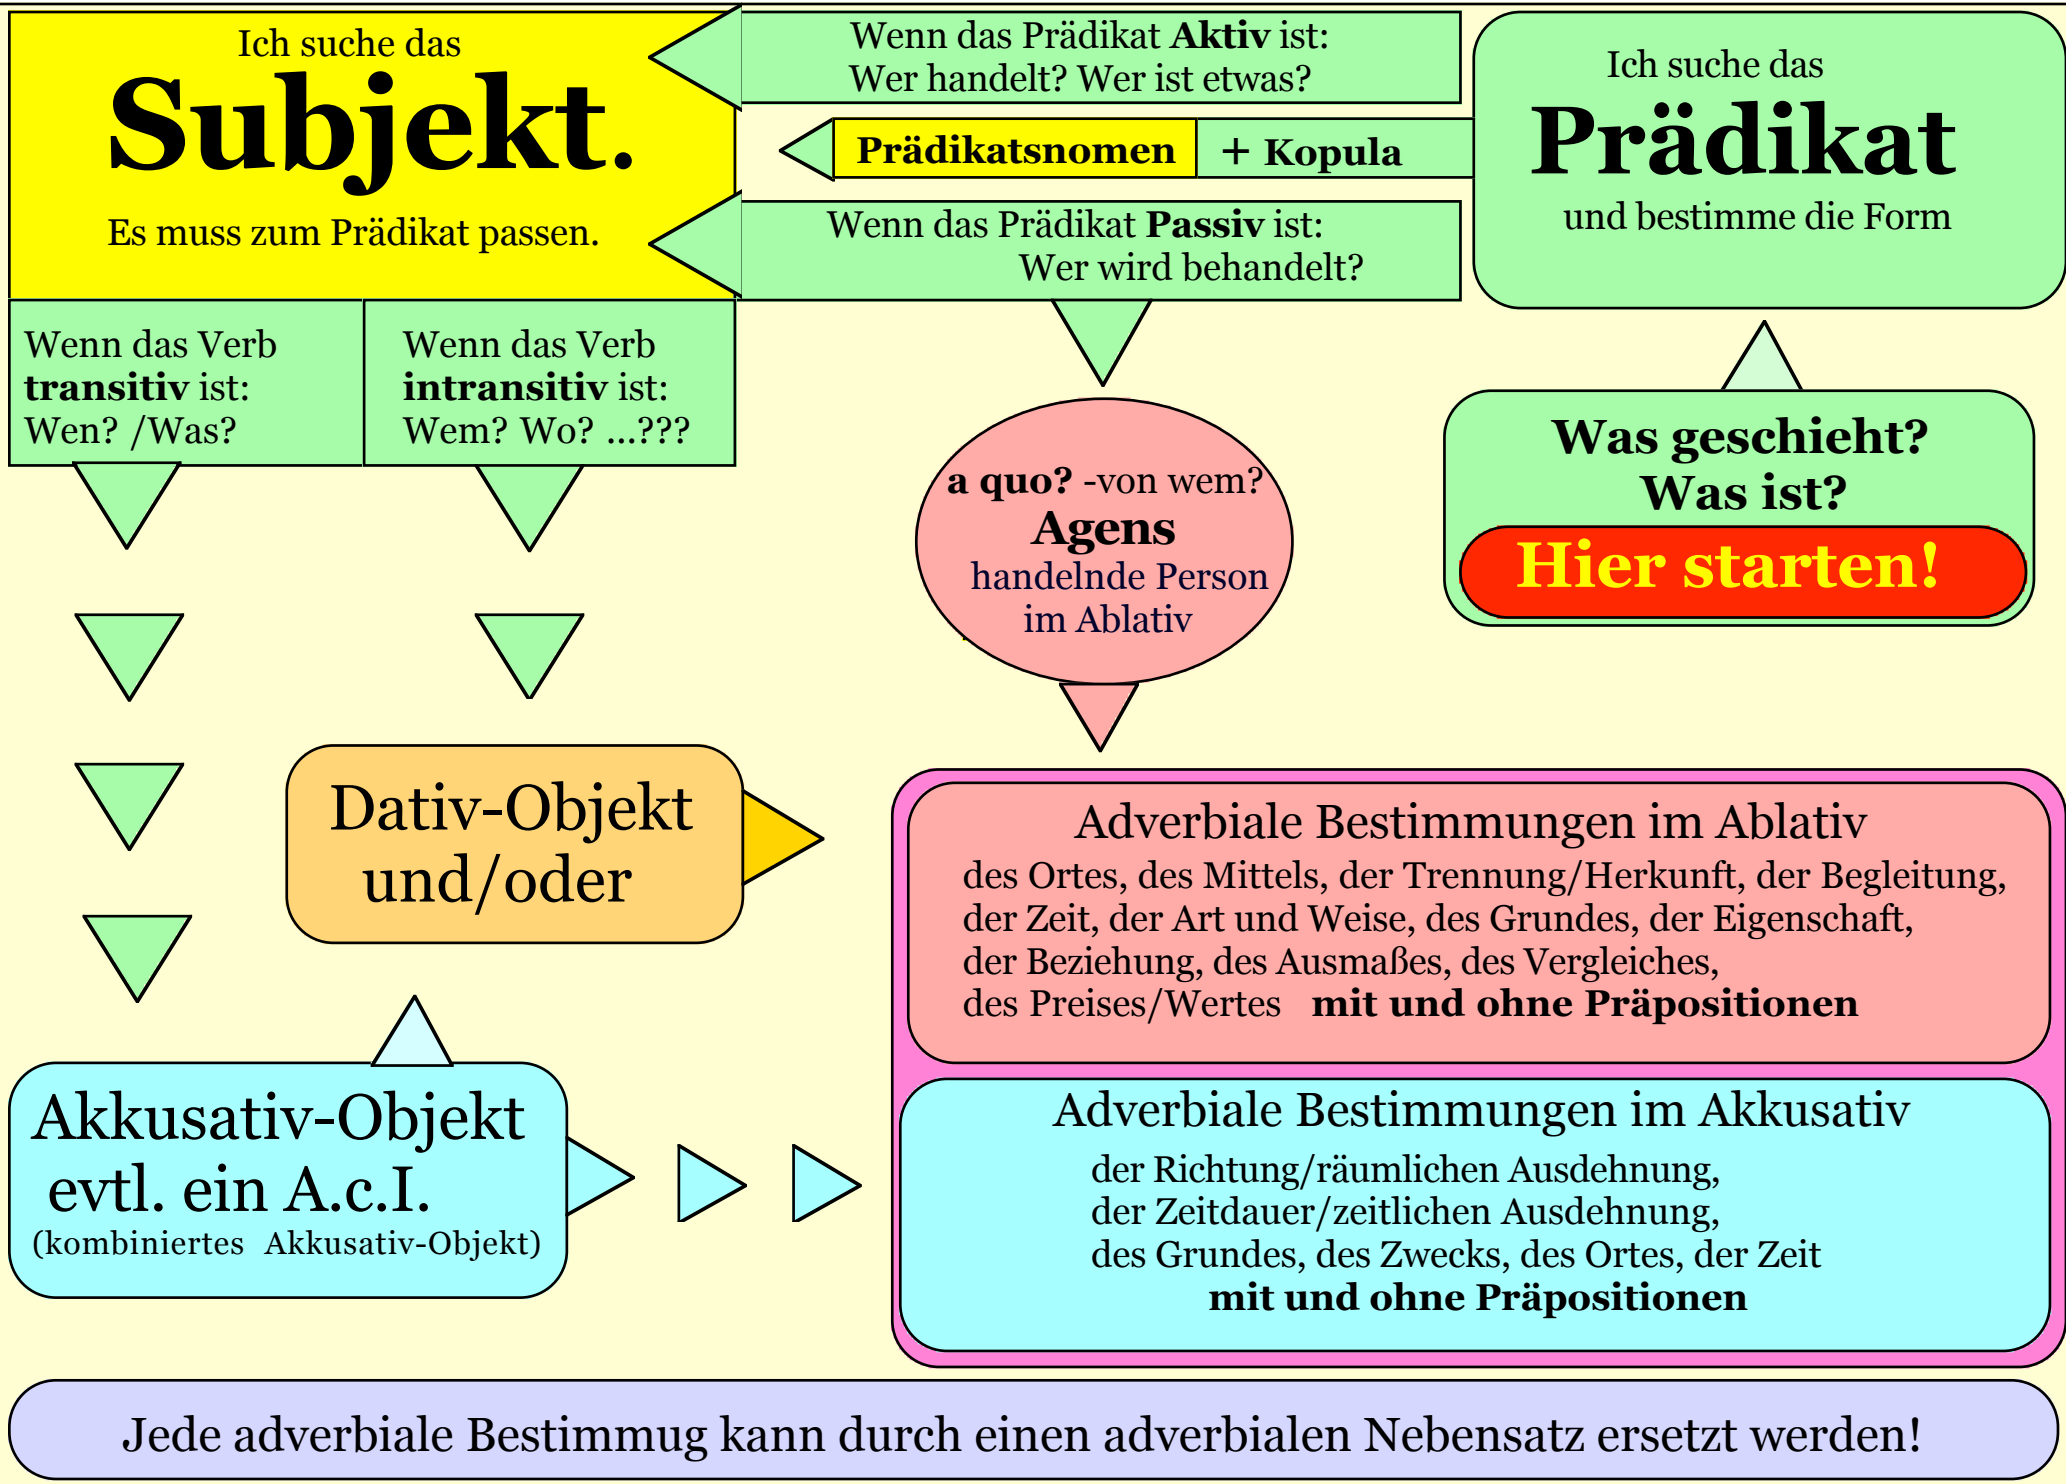 Ich suche das
Subjekt.
Es muss zum Prädikat passen.
Wenn das Prädikat Aktiv ist:
Wer handelt? Wer ist etwas?
Prädikatsnomen + Kopula
Wenn das Prädikat Passiv ist:
Wer wird behandelt?
Ich suche das
Prädikat
und bestimme die Form
Wenn das Verb
transitiv ist:
Wen? /Was?
Wenn das Verb
intransitiv ist:
Wem? Wo? ...???
a quo? -von wem?
Agens
handelnde Person
im Ablativ
Was geschieht?
Was ist?
Hier starten!
Dativ-Objekt
und/oder
Adverbiale Bestimmungen im Ablativ
des Ortes, des Mittels, der Trennung/Herkunft, der Begleitung,
der Zeit, der Art und Weise, des Grundes, der Eigenschaft,
der Beziehung, des Ausmaßes, des Vergleiches,
des Preises/Wertes mit und ohne Präpositionen
Akkusativ-Objekt
evtl. ein A.c.I.
(kombiniertes Akkusativ-Objekt)
Adverbiale Bestimmungen im Akkusativ
der Richtung/räumlichen Ausdehnung,
der Zeitdauer/zeitlichen Ausdehnung,
des Grundes, des Zwecks, des Ortes, der Zeit
mit und ohne Präpositionen
Jede adverbiale Bestimmug kann durch einen adverbialen Nebensatz ersetzt werden!